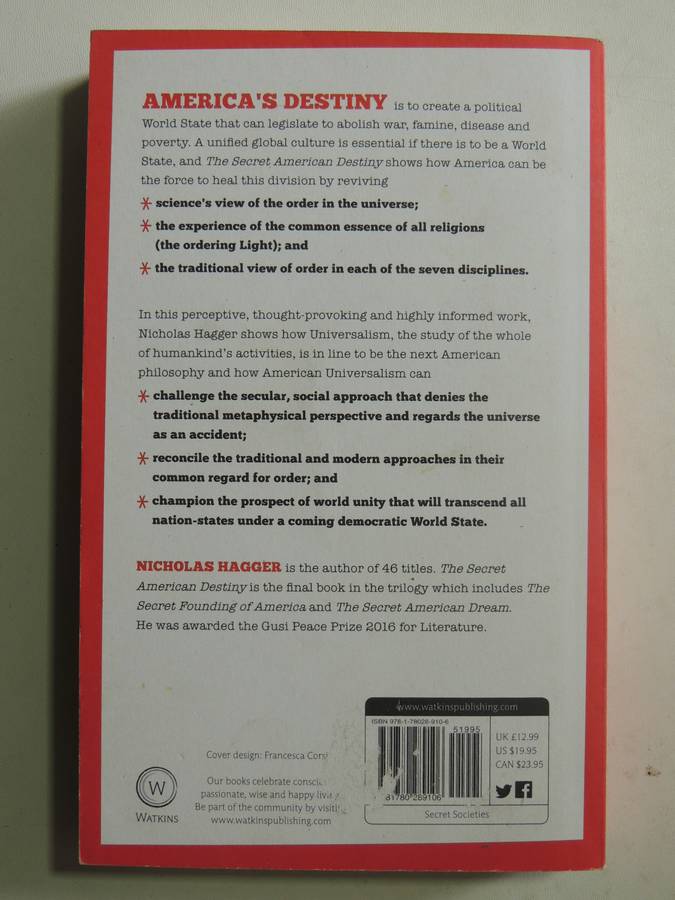 AMERICA'S DESTINY is to create a political
World State that can legislate to abolish war, famine, disease and
poverty. A unified global culture is essential if there is to be a World
State, and The Secret American Destiny shows how America can be
the force to heal this division by reviving
science's view of the order in the universe;
the experience of the common essence of all religions
(the ordering Light); and
the traditional view of order in each of the seven disciplines.
In this perceptive, thought-provoking and highly informed work,
Nicholas Hagger shows how Universalism, the study of the whole
of humankind's activities, is in line to be the next American
philosophy and how American Universalism can
challenge the secular, social approach that denies the
traditional metaphysical perspective and regards the universe
as an accident;
reconcile the traditional and modern approaches in their
common regard for order; and
champion the prospect of world unity that will transcend all
nation-states under a coming democratic World State.
NICHOLAS HAGGER is the author of 46 titles. The Secret
American Destiny is the final book in the trilogy which includes The
Secret Founding of America and The Secret American Dream.
He was awarded the Gusi Peace Prize 2016 for Literature.
Cover design: Francesca
Our books celebrate
passionate, wise and happy
Be part of the community by
www.watkinspublishing.com
W
WATKINS
www.watkinspublishing.com
ISBN 978-1-78028-910-6
51995
781780 289106
UK £12.99
US $19.95
CAN $23.95
Secret Societies